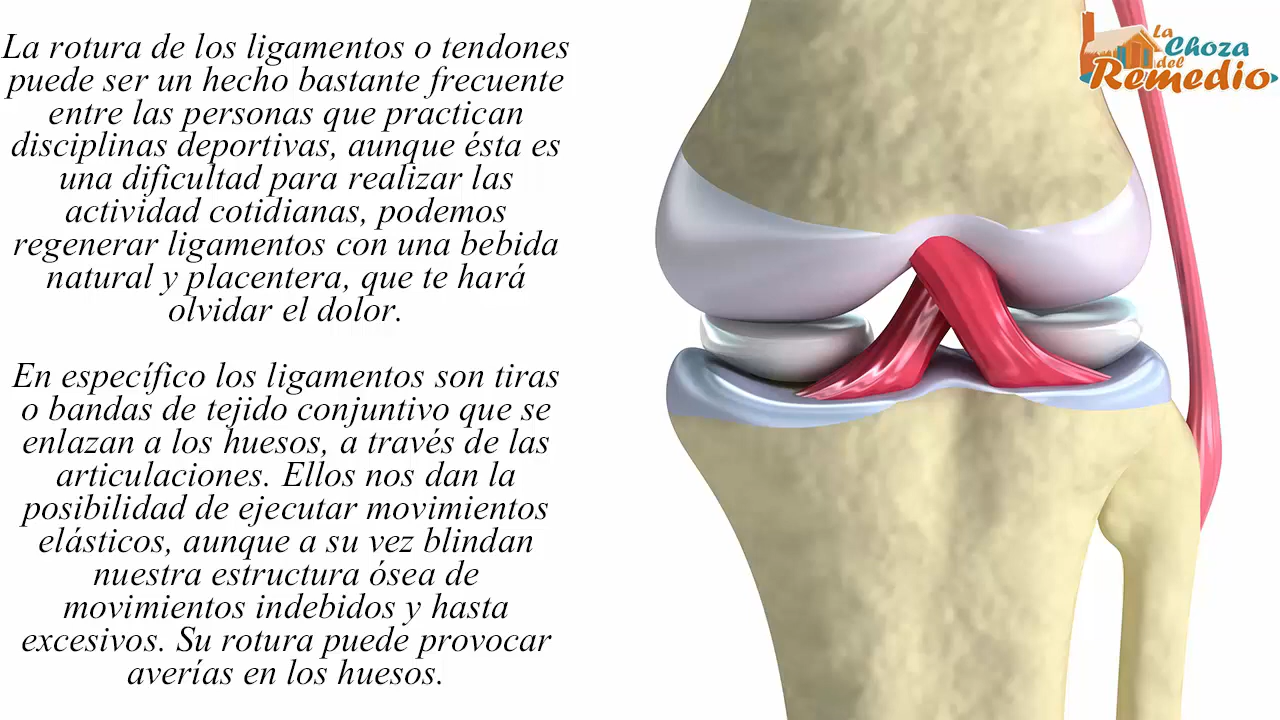 La rotura de los ligamentos o tendones
puede ser un hecho bastante frecuente
entre las personas que practican
disciplinas deportivas, aunque ésta es
una dificultad para realizar las
actividad cotidianas, podemos
regenerar ligamentos con una bebida
natural y placentera, que te hará
olvidar el dolor.
En específico los ligamentos son tiras
o bandas de tejido conjuntivo que se
enlazan a los huesos, a través de las
articulaciones. Ellos nos dan la
posibilidad de ejecutar movimientos
elásticos, aunque a su vez blindan
nuestra estructura ósea de
movimientos indebidos y hasta
excesivos. Su rotura puede provocar
averías en los huesos.
La
Choza
del
Remedio